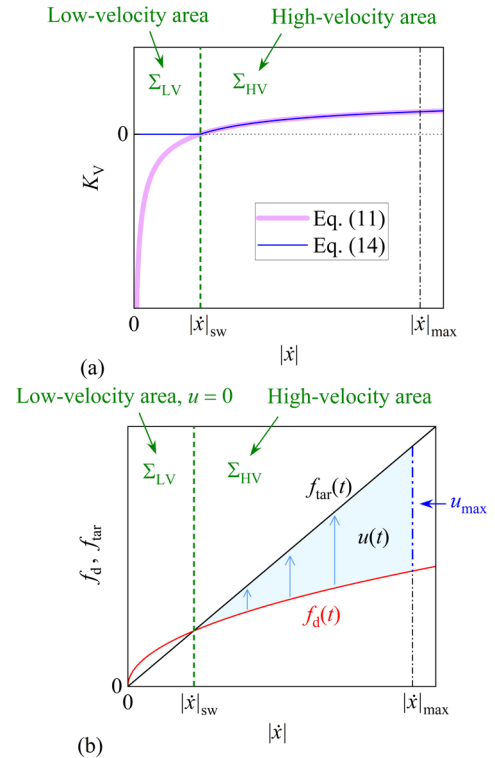 Low-velocity area
High-velocity area
Σ_LV
Σ_HV
0
K_V
Eq. (11)
Eq. (14)
0
|ẋ|_sw
|ẋ|_max
|ẋ|
(a)
Low-velocity area, u = 0
High-velocity area
Σ_LV
Σ_HV
f_tar(t)
u_max
u(t)
f_d, f_tar
f_d(t)
0
0
|ẋ|_sw
|ẋ|_max
|ẋ|
(b)